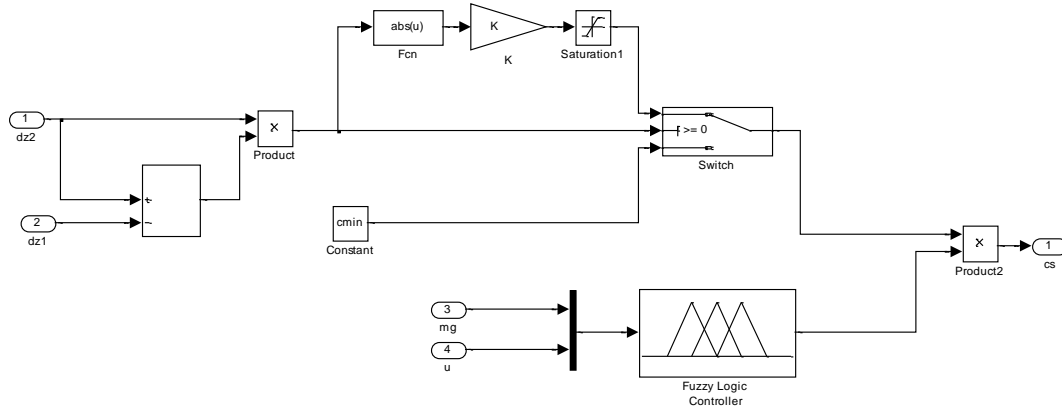 abs(u)
Fcn
K
K
Saturation1
1
dz2
×
Product
>= 0
Switch
+
−
2
dz1
cmin
Constant
×
Product2
1
cs
3
mg
4
u
Fuzzy Logic
Controller